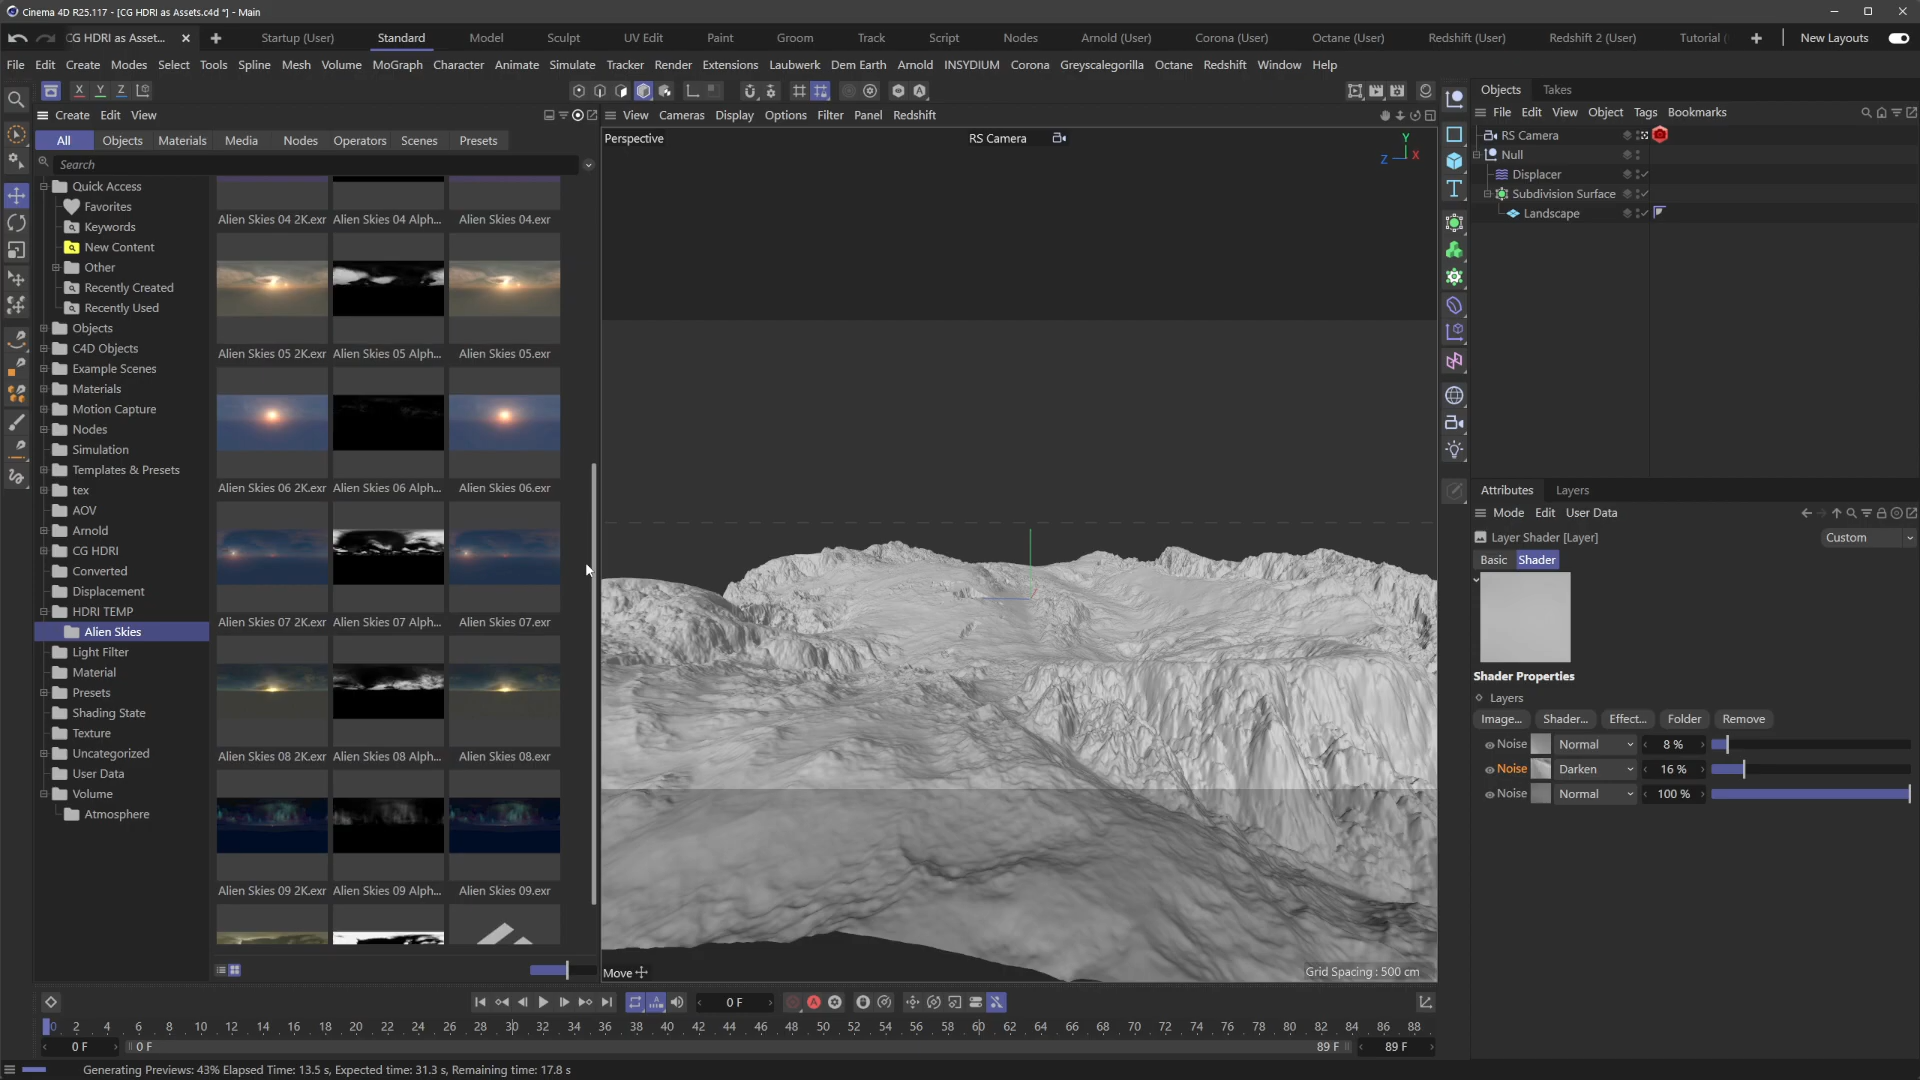 Cinema 4D R25.117 - [CG HDRI as Assets.c4d *] - Main
CG HDRI as Asset...
Startup (User)
Standard
Model
Sculpt
UV Edit
Paint
Groom
Track
Script
Nodes
Arnold (User)
Corona (User)
Octane (User)
Redshift (User)
Redshift 2 (User)
Tutorial (
New Layouts
File Edit Create Modes Select Tools Spline Mesh Volume MoGraph Character Animate Simulate Tracker Render Extensions Laubwerk Dem Earth Arnold INSYDIUM Corona Greyscalegorilla Octane Redshift Window Help
X Y Z
Create Edit View
All Objects Materials Media Nodes Operators Scenes Presets
Search
Quick Access
Favorites
Keywords
New Content
Other
Recently Created
Recently Used
Objects
C4D Objects
Example Scenes
Materials
Motion Capture
Nodes
Simulation
Templates & Presets
tex
AOV
Arnold
CG HDRI
Converted
Displacement
HDRI TEMP
Alien Skies
Light Filter
Material
Presets
Shading State
Texture
Uncategorized
User Data
Volume
Atmosphere
Alien Skies 04 2K.exr Alien Skies 04 Alph... Alien Skies 04.exr
Alien Skies 05 2K.exr Alien Skies 05 Alph... Alien Skies 05.exr
Alien Skies 06 2K.exr Alien Skies 06 Alph... Alien Skies 06.exr
Alien Skies 07 2K.exr Alien Skies 07 Alph... Alien Skies 07.exr
Alien Skies 08 2K.exr Alien Skies 08 Alph... Alien Skies 08.exr
Alien Skies 09 2K.exr Alien Skies 09 Alph... Alien Skies 09.exr
View Cameras Display Options Filter Panel Redshift
Perspective
RS Camera
Y
Z X
Move
Grid Spacing : 500 cm
Objects Takes
File Edit View Object Tags Bookmarks
RS Camera
Null
Displacer
Subdivision Surface
Landscape
Attributes Layers
Mode Edit User Data
Layer Shader [Layer]
Custom
Basic Shader
Shader Properties
Layers
Image... Shader... Effect... Folder Remove
Noise Normal 8 %
Noise Darken 16 %
Noise Normal 100 %
0 F
0 2 4 6 8 10 12 14 16 18 20 22 24 26 28 30 32 34 36 38 40 42 44 46 48 50 52 54 56 58 60 62 64 66 68 70 72 74 76 78 80 82 84 86 88
0 F 0 F 89 F 89 F
Generating Previews: 43% Elapsed Time: 13.5 s, Expected time: 31.3 s, Remaining time: 17.8 s